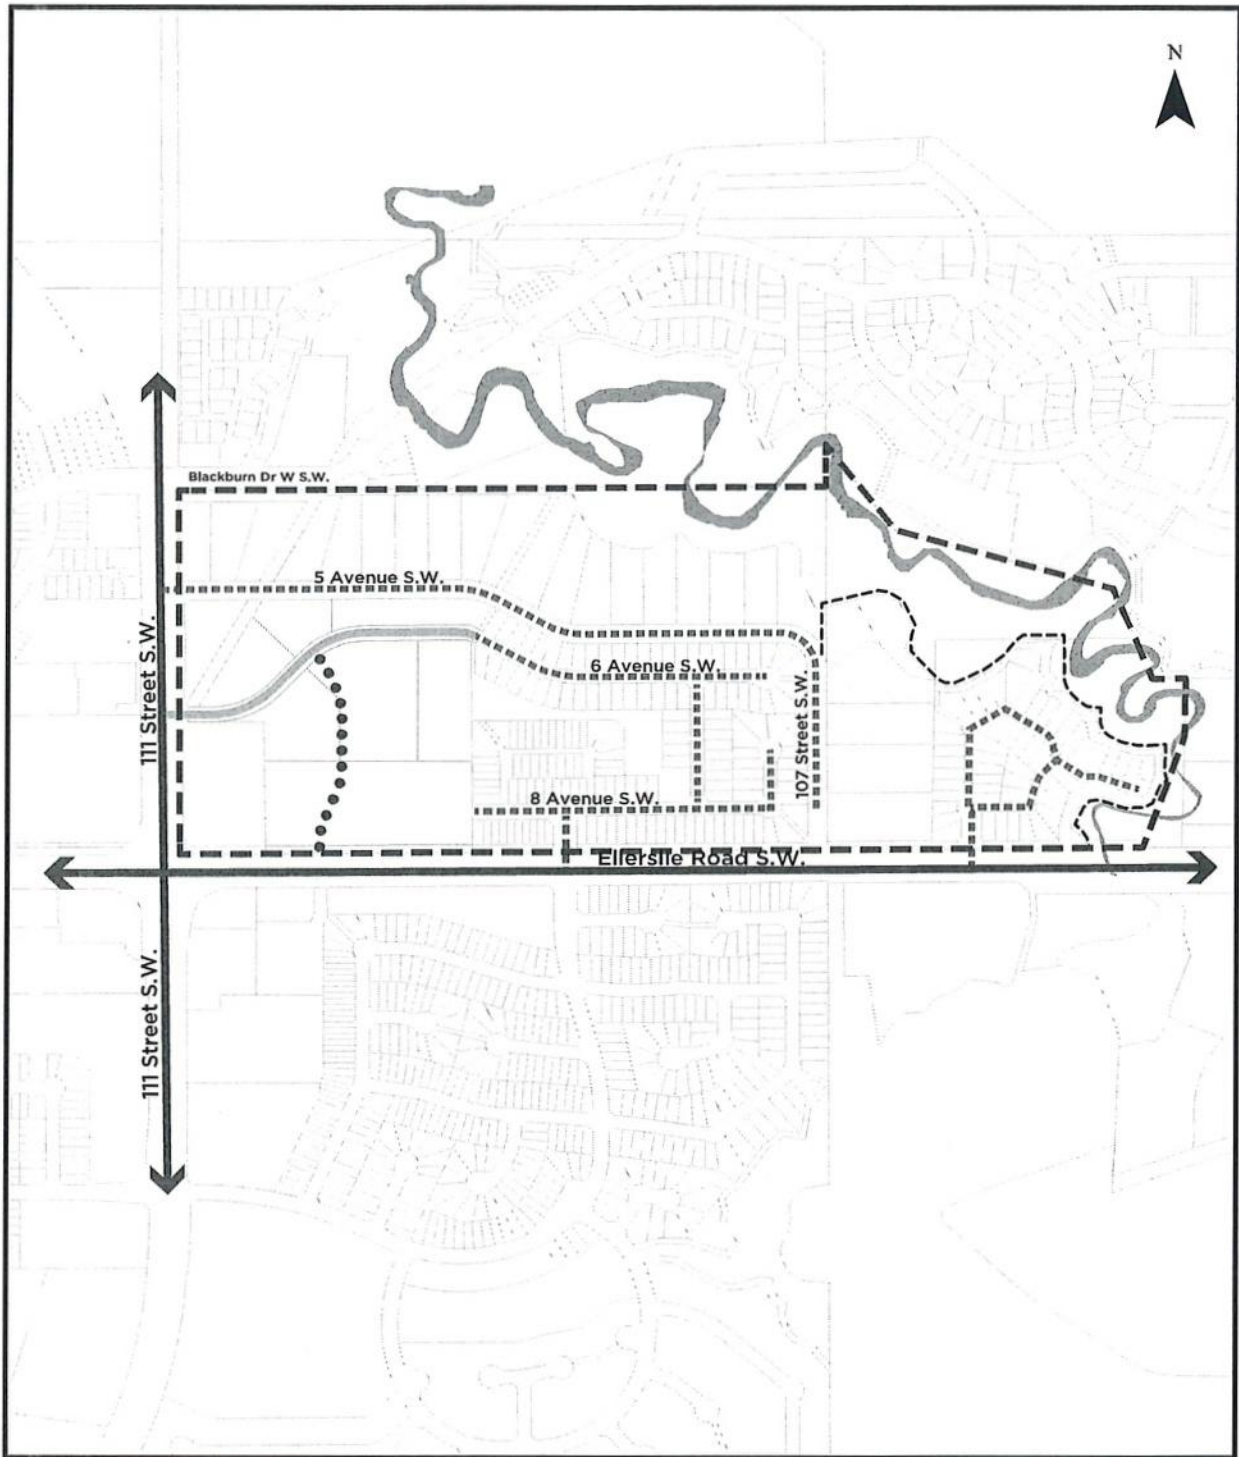 N
Blackburn Dr W S.W.
5 Avenue S.W.
6 Avenue S.W.
111 Street S.W.
107 Street S.W.
8 Avenue S.W.
Ellerslie Road S.W.
111 Street S.W.